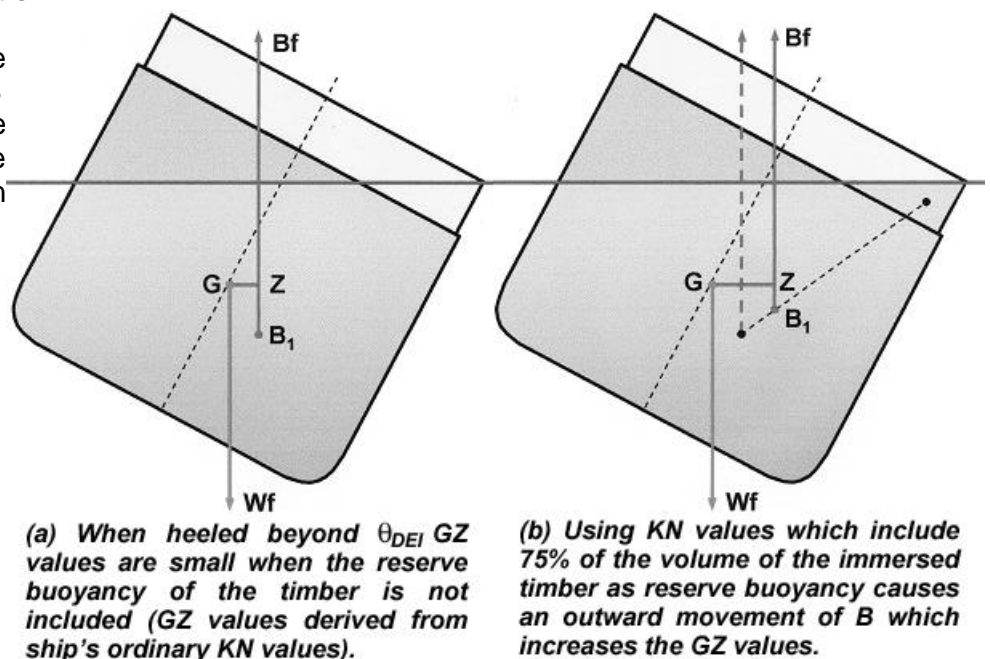 Bf
Bf
G Z
G Z
B1
B1
Wf
Wf
(a) When heeled beyond θDEI GZ
values are small when the reserve
buoyancy of the timber is not
included (GZ values derived from
ship's ordinary KN values).
(b) Using KN values which include
75% of the volume of the immersed
timber as reserve buoyancy causes
an outward movement of B which
increases the GZ values.